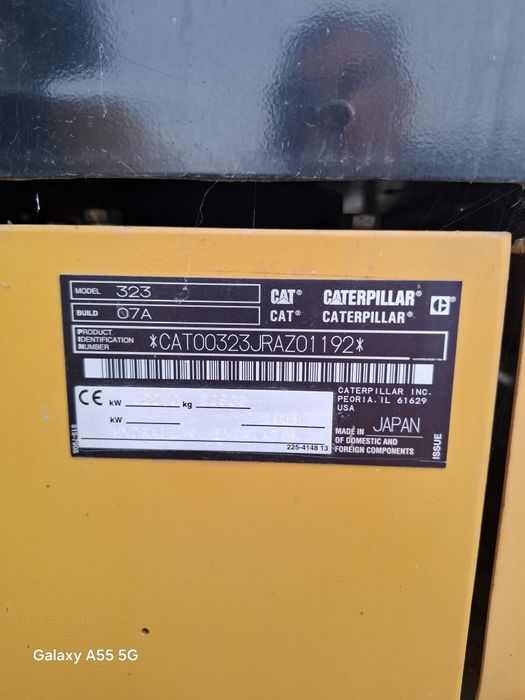 MODEL 323
BUILD 07A
CAT® CATERPILLAR®
CAT® CATERPILLAR®
PRODUCT IDENTIFICATION NUMBER *CAT00323JRAZ01192*
CE kW kg
kW
225-4148 13
CATERPILLAR INC.
PEORIA, IL 61629
USA
MADE IN JAPAN
OF DOMESTIC AND
FOREIGN COMPONENTS
ISSUE
Galaxy A55 5G